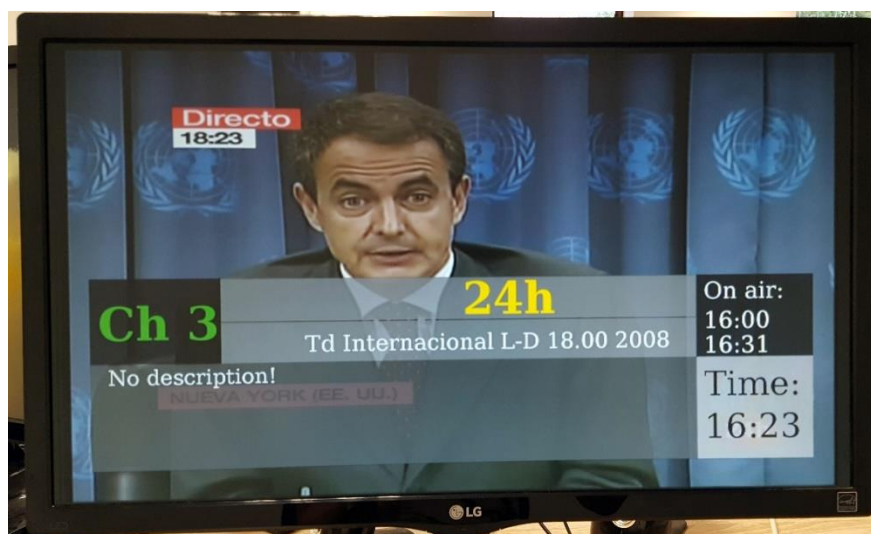 Directo
18:23
Ch 3
24h
Td Internacional L-D 18.00 2008
On air:
16:00
16:31
No description!
NUEVA YORK (EE. UU.)
Time:
16:23
LG